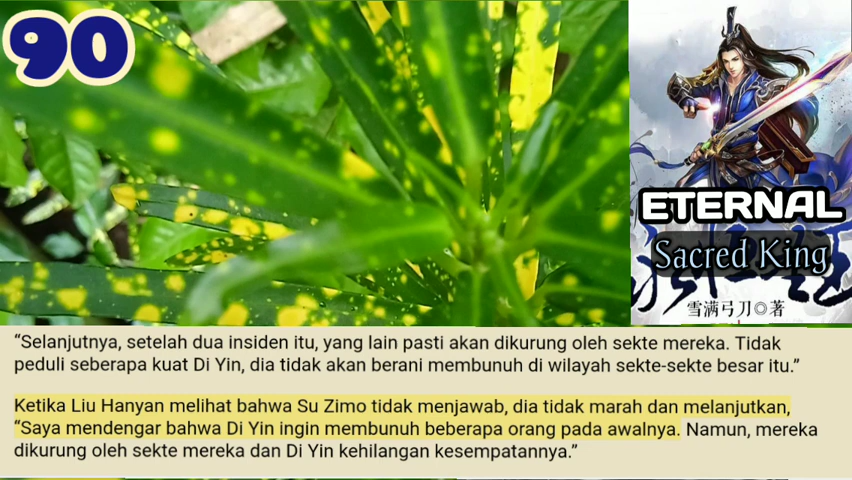 90
ETERNAL
Sacred King
雪满弓刀◎著
“Selanjutnya, setelah dua insiden itu, yang lain pasti akan dikurung oleh sekte mereka. Tidak
peduli seberapa kuat Di Yin, dia tidak akan berani membunuh di wilayah sekte-sekte besar itu.”
Ketika Liu Hanyan melihat bahwa Su Zimo tidak menjawab, dia tidak marah dan melanjutkan,
“Saya mendengar bahwa Di Yin ingin membunuh beberapa orang pada awalnya. Namun, mereka
dikurung oleh sekte mereka dan Di Yin kehilangan kesempatannya.”